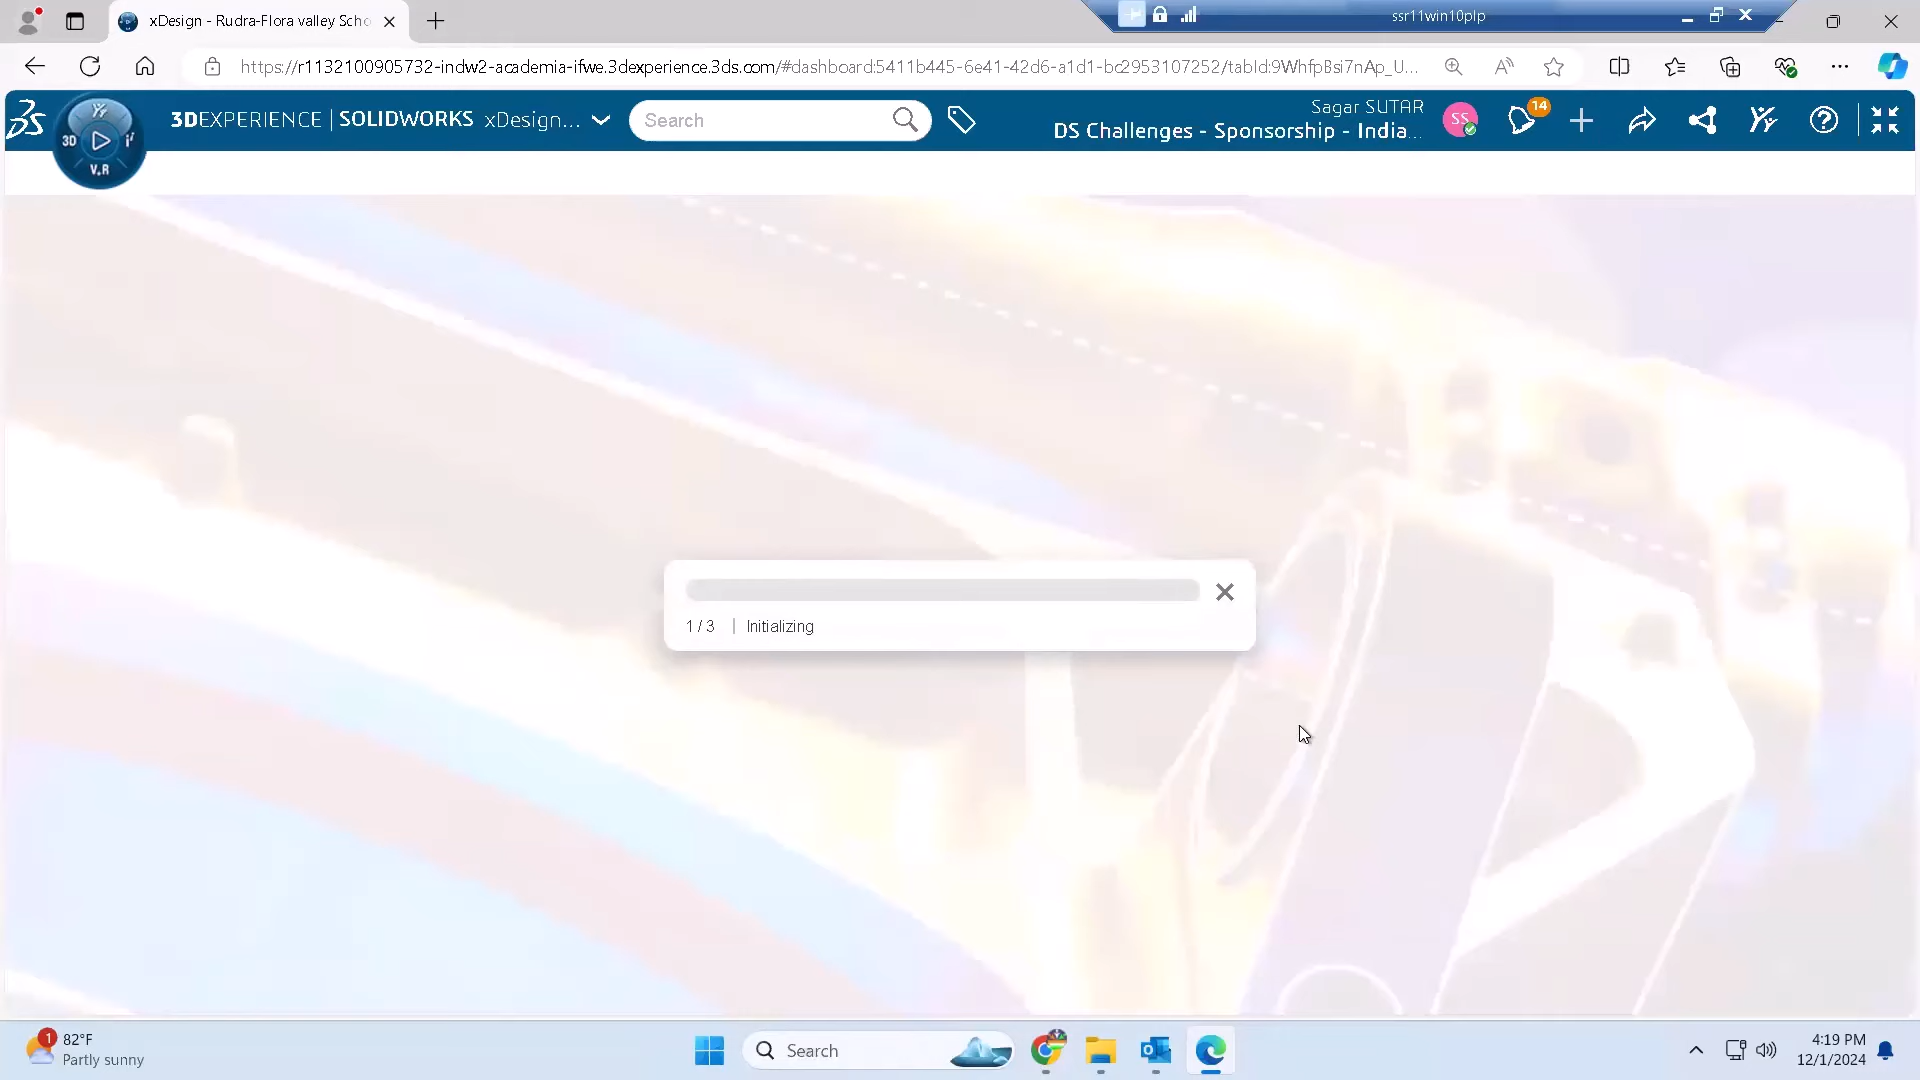 xDesign - Rudra-Flora valley Scho
ssr11win10plp
https://r1132100905732-indw2-academia-ifwe.3dexperience.3ds.com/#dashboard:5411b445-6e41-42d6-a1d1-bc2953107252/tabId:9WhfpBsi7nAp_U...
3DEXPERIENCE | SOLIDWORKS xDesign...
Search
Sagar SUTAR
DS Challenges - Sponsorship - India...
SS
14
3D
V.R
1 / 3 | Initializing
1
82°F
Partly sunny
Search
4:19 PM
12/1/2024